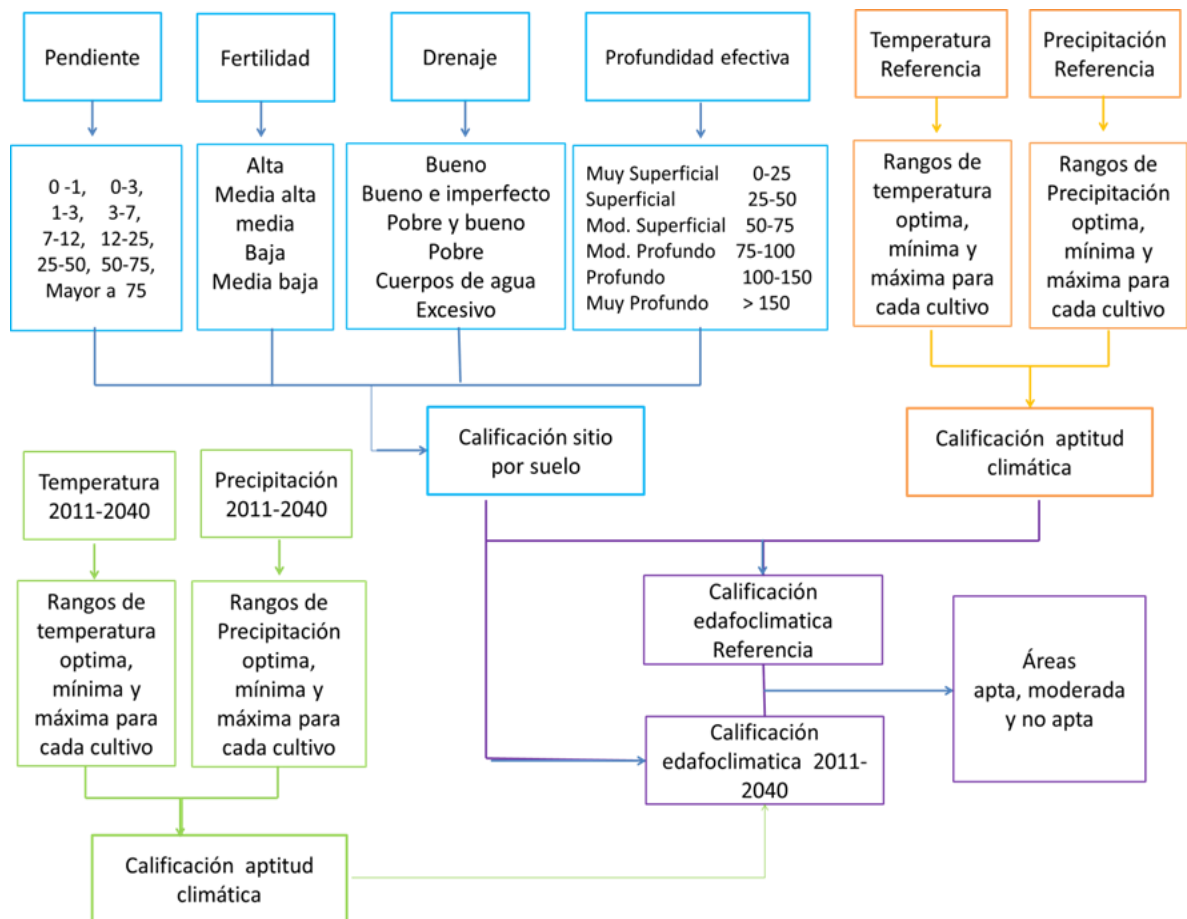 Pendiente
Fertilidad
Drenaje
Profundidad efectiva
Temperatura
Referencia
Precipitación
Referencia
0 -1, 0-3,
1-3, 3-7,
7-12, 12-25,
25-50, 50-75,
Mayor a 75
Alta
Media alta
media
Baja
Media baja
Bueno
Bueno e imperfecto
Pobre y bueno
Pobre
Cuerpos de agua
Excesivo
Muy Superficial 0-25
Superficial 25-50
Mod. Superficial 50-75
Mod. Profundo 75-100
Profundo 100-150
Muy Profundo > 150
Rangos de
temperatura
optima,
mínima y
máxima para
cada cultivo
Rangos de
Precipitación
optima,
mínima y
máxima para
cada cultivo
Calificación sitio
por suelo
Calificación aptitud
climática
Temperatura
2011-2040
Precipitación
2011-2040
Rangos de
temperatura
optima,
mínima y
máxima para
cada cultivo
Rangos de
Precipitación
optima,
mínima y
máxima para
cada cultivo
Calificación
edafoclimatica
Referencia
Áreas
apta, moderada
y no apta
Calificación
edafoclimatica 2011-
2040
Calificación aptitud
climática